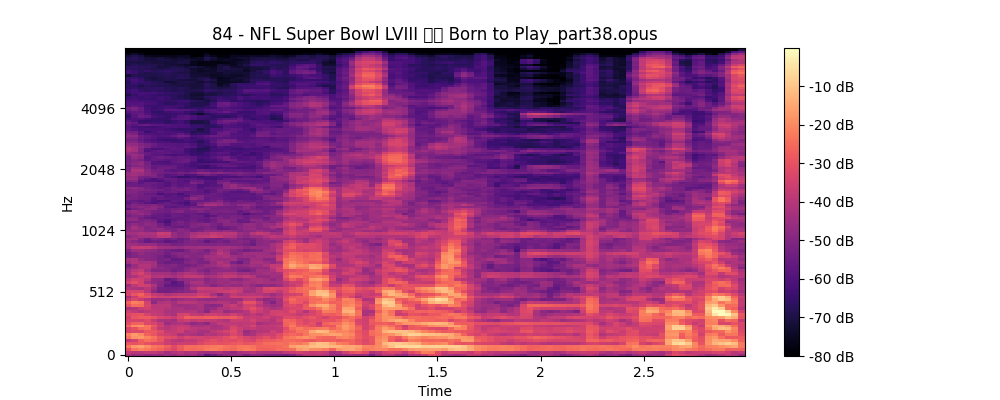 84 - NFL Super Bowl LVIII Born to Play_part38.opus
Hz
4096
2048
1024
512
0
0 0.5 1 1.5 2 2.5
Time
-10 dB
-20 dB
-30 dB
-40 dB
-50 dB
-60 dB
-70 dB
-80 dB